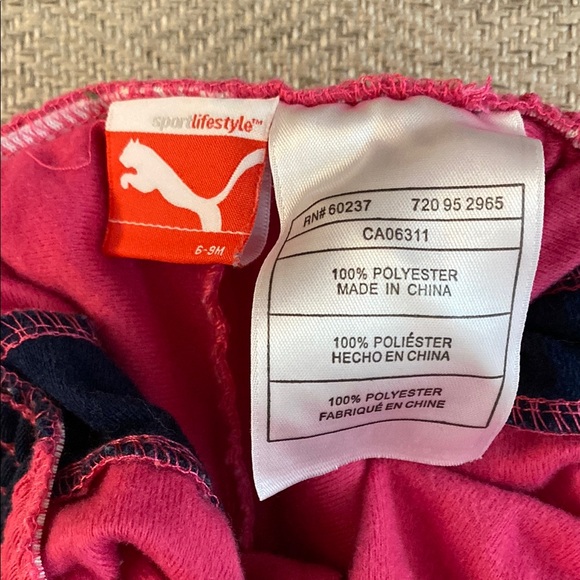 sportlifestyle™
6-9M
RN# 60237 720 95 2965
CA06311
100% POLYESTER
MADE IN CHINA
100% POLIÉSTER
HECHO EN CHINA
100% POLYESTER
FABRIQUÉ EN CHINE